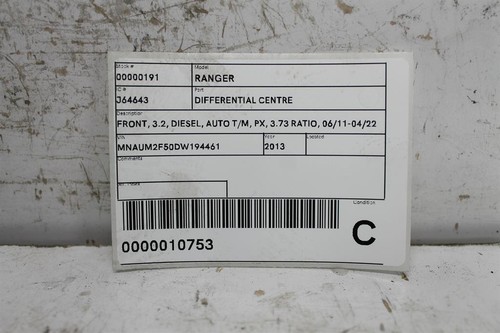 Stock # Model
00000191 RANGER
IC # Part
J64643 DIFFERENTIAL CENTRE
Description
FRONT, 3.2, DIESEL, AUTO T/M, PX, 3.73 RATIO, 06/11-04/22
VIN Year Location
MNAUM2F50DW194461 2013
Comments
Condition
0000010753 C